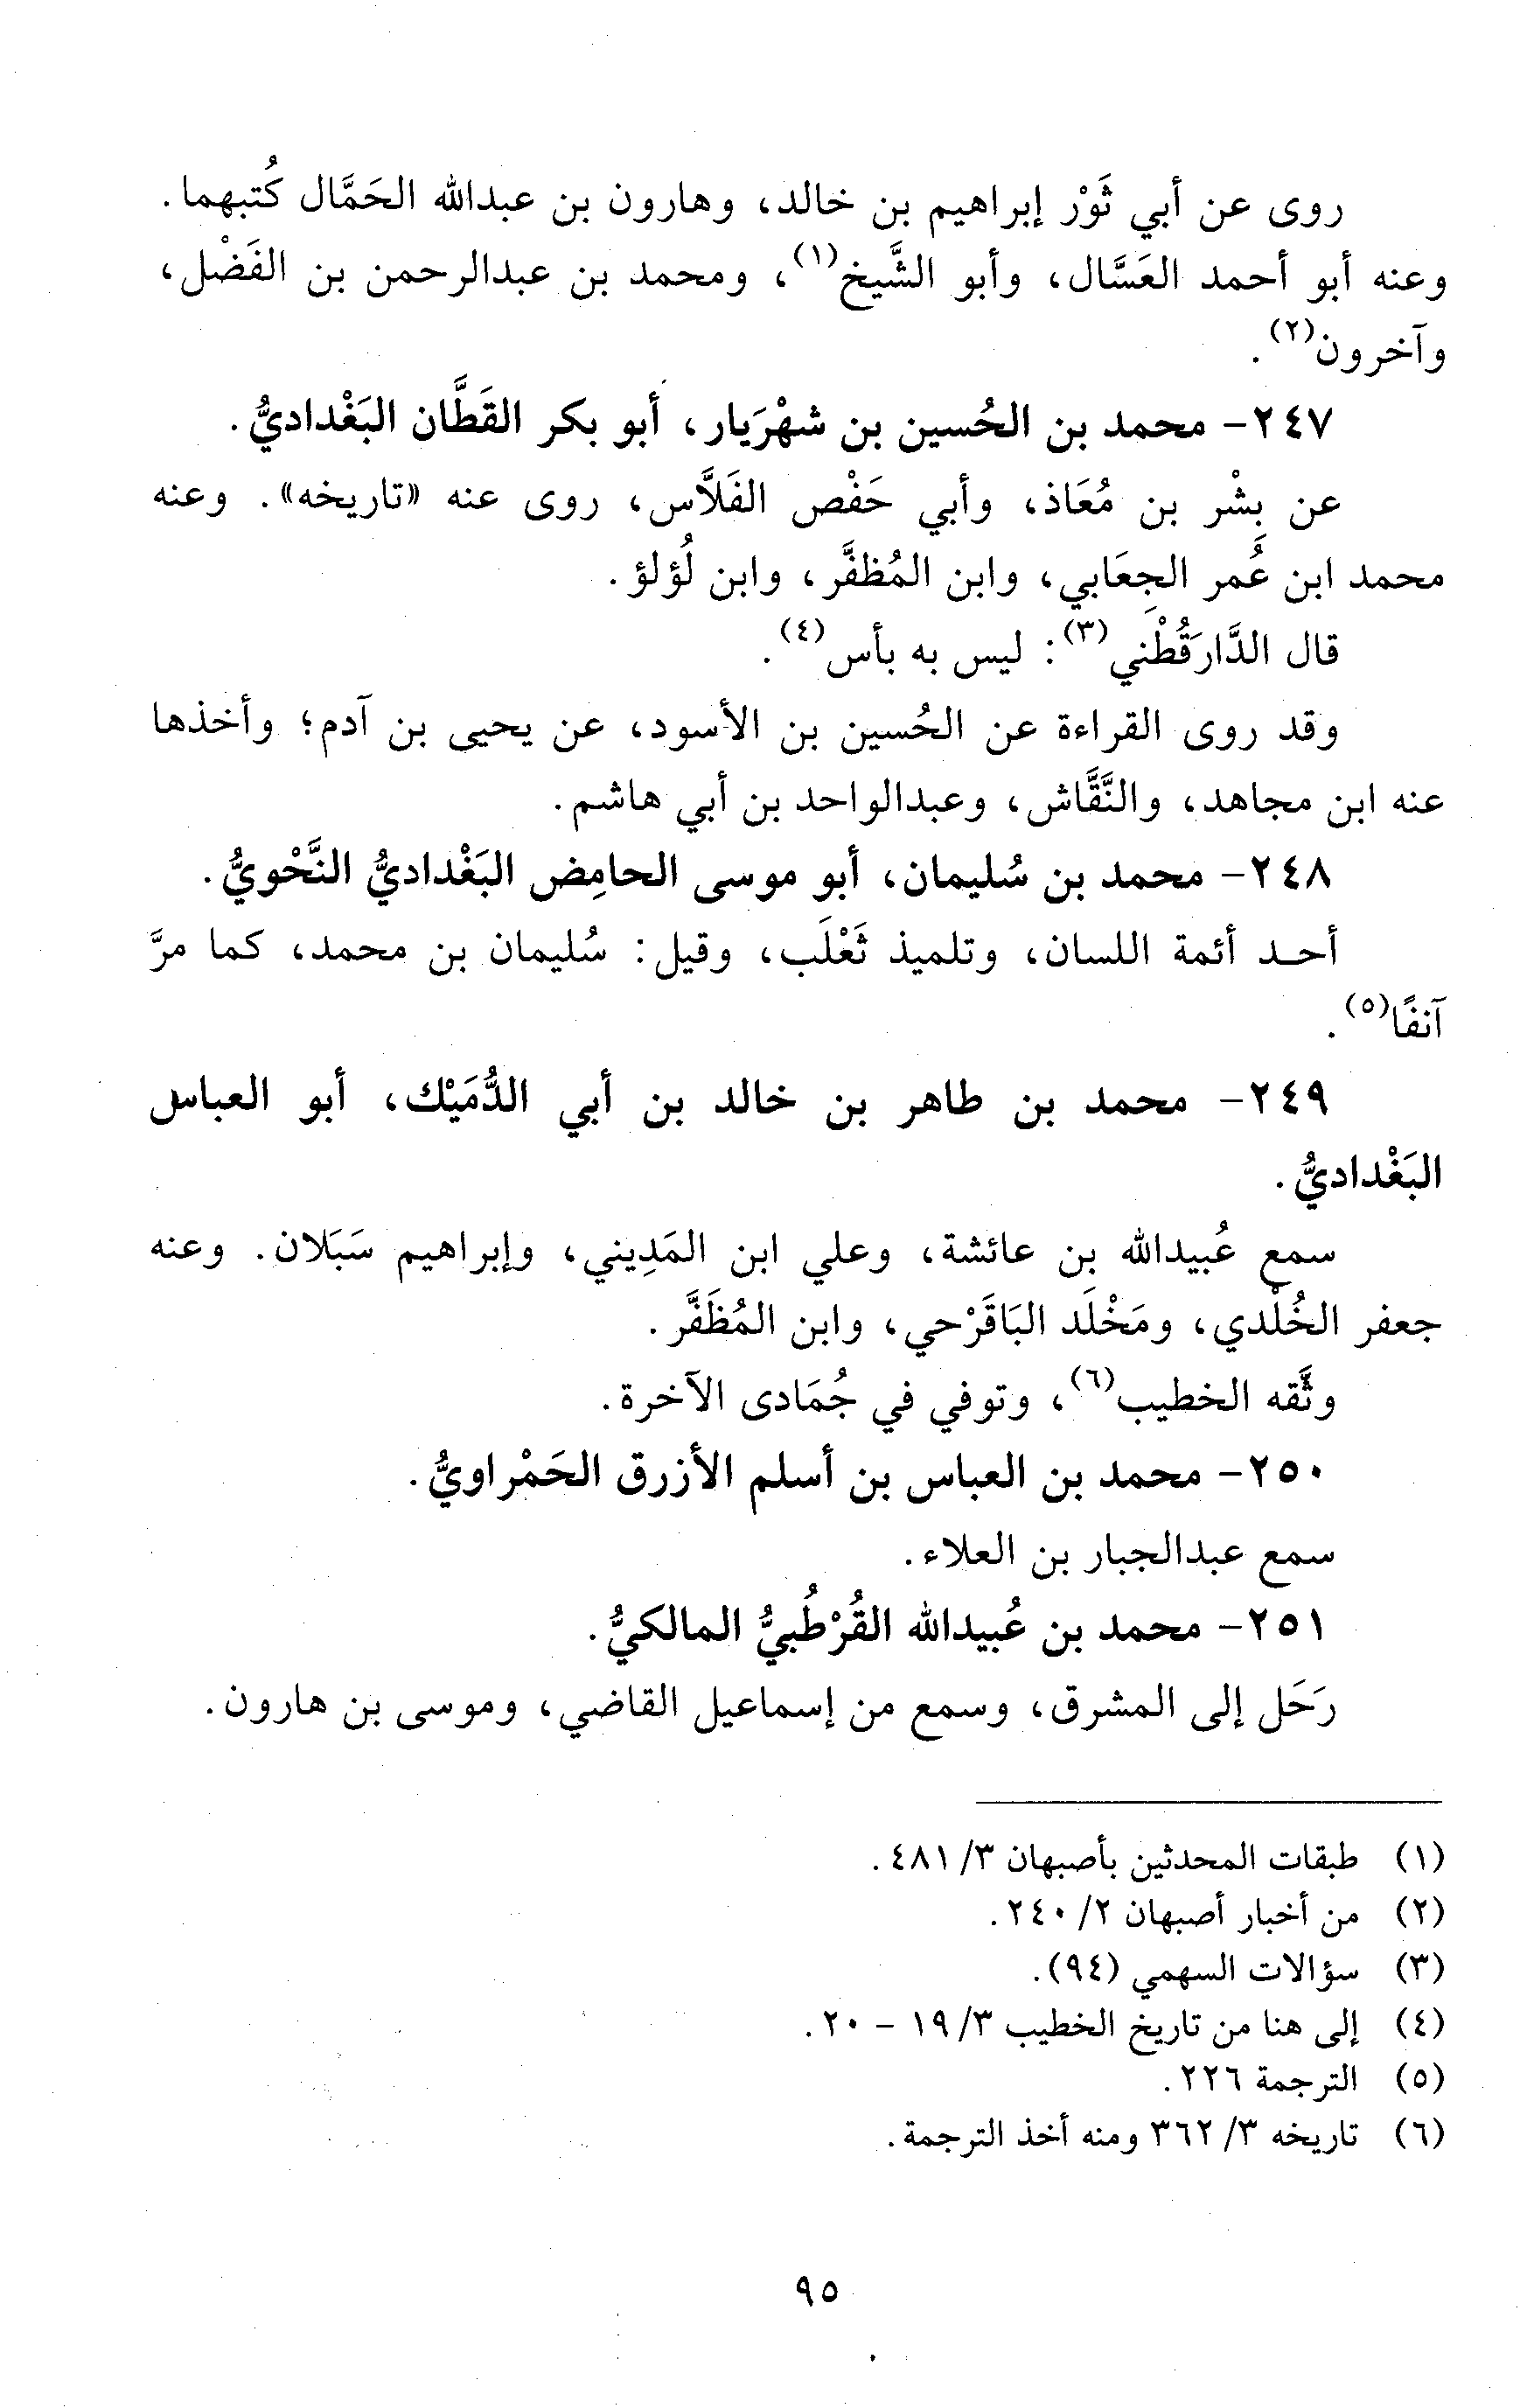 روى عن أبي ثَوْر إبراهيم بن خالد، وهارون بن عبدالله الحَمَّال كُتبهما.
وعنه أبو أحمد العَسَّال، وأبو الشَّيخ(١)، ومحمد بن عبدالرحمن بن الفَضْل،
وآخرون(٢).
٢٤٧- محمد بن الحُسين بن شهْرَيار، أبو بكر القَطَّان البَغْداديُّ.
عن بِشْر بن مُعَاذ، وأبي حَفْص الفَلاَّس، روى عنه «تاريخه». وعنه
محمد ابن عُمر الجِعَابي، وابن المُظفَّر، وابن لُؤلؤ.
قال الدَّارَقُطْني(٣): ليس به بأس(٤).
وقد روى القراءة عن الحُسين بن الأسود، عن يحيى بن آدم؛ وأخذها
عنه ابن مجاهد، والنَّقَّاش، وعبدالواحد بن أبي هاشم.
٢٤٨- محمد بن سُليمان، أبو موسى الحامِض البَغْداديُّ النَّحْويُّ.
أحد أئمة اللسان، وتلميذ ثَعْلَب، وقيل: سُليمان بن محمد، كما مرَّ
آنفًا(٥).
٢٤٩- محمد بن طاهر بن خالد بن أبي الدُّمَيْك، أبو العباس
البَغْداديُّ.
سمع عُبيدالله بن عائشة، وعلي ابن المَدِيني، وإبراهيم سَبَلان. وعنه
جعفر الخُلْدي، ومَخْلَد البَاقَرْحي، وابن المُظَفَّر.
وثَّقه الخطيب(٦)، وتوفي في جُمَادى الآخرة.
٢٥٠- محمد بن العباس بن أسلم الأزرق الحَمْراويُّ.
سمع عبدالجبار بن العلاء.
٢٥١- محمد بن عُبيدالله القُرْطُبيُّ المالكيُّ.
رَحَل إلى المشرق، وسمع من إسماعيل القاضي، وموسى بن هارون.
(١) طبقات المحدثين بأصبهان ٣/ ٤٨١.
(٢) من أخبار أصبهان ٢/ ٢٤٠.
(٣) سؤالات السهمي (٩٤).
(٤) إلى هنا من تاريخ الخطيب ٣/ ١٩ - ٢٠.
(٥) الترجمة ٢٢٦.
(٦) تاريخه ٣/ ٣٦٢ ومنه أخذ الترجمة.
٩٥